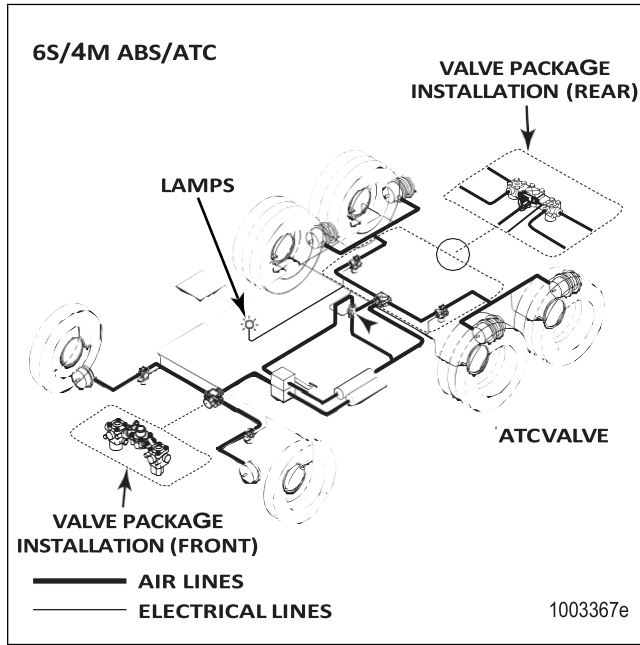 6S/4M ABS/ATC
VALVE PACKAGE
INSTALLATION (REAR)
LAMPS
ATCVALVE
VALVE PACKAGE
INSTALLATION (FRONT)
AIR LINES
ELECTRICAL LINES
1003367e